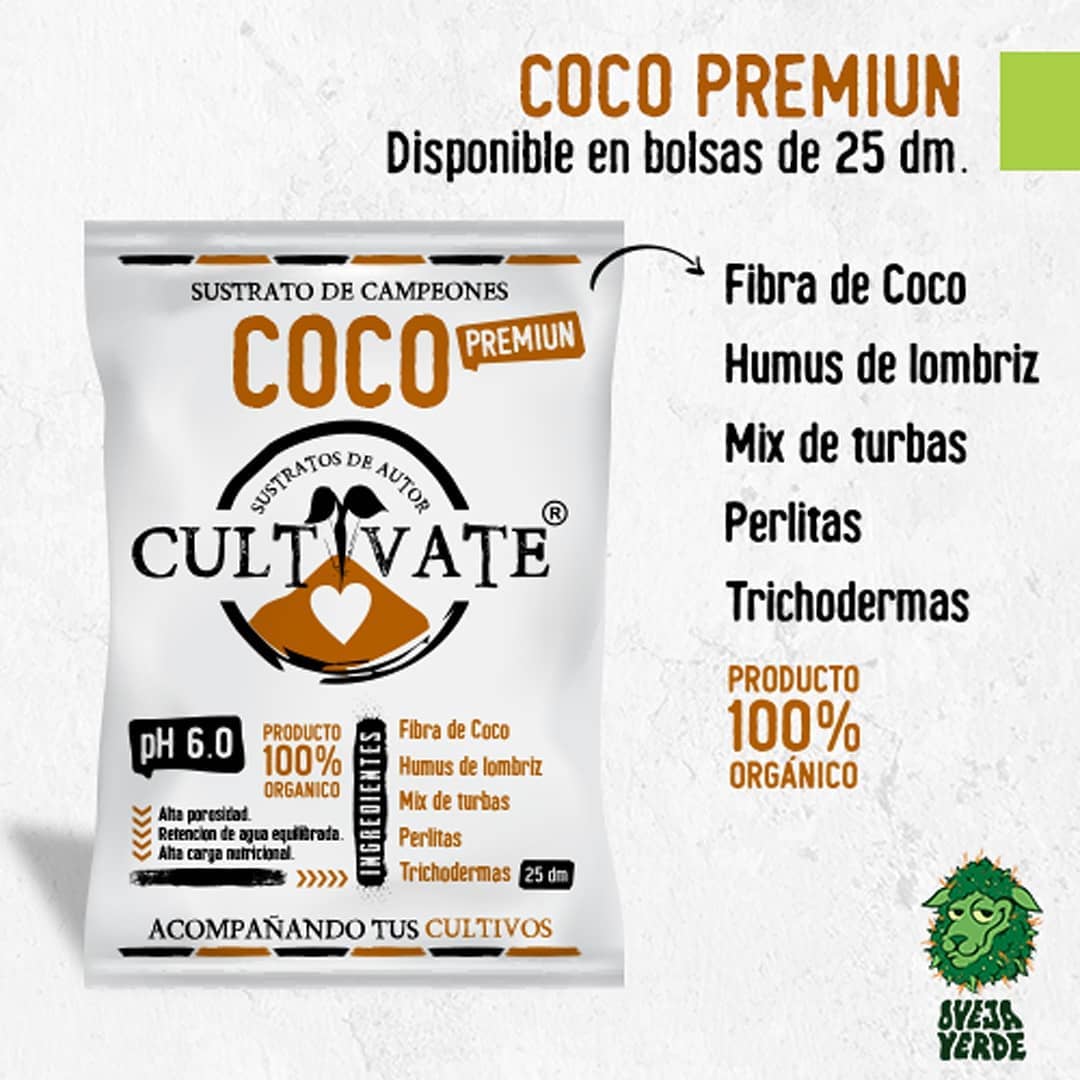 COCO PREMIUN
Disponible en bolsas de 25 dm.
SUSTRATO DE CAMPEONES
COCO PREMIUN
SUSTRATOS DE AUTOR
CULTIVATE®
pH 6.0
PRODUCTO
100%
ORGANICO
Alta porosidad.
Retencion de agua equilibrada.
Alta carga nutricional.
INGREDIENTES
Fibra de Coco
Humus de lombriz
Mix de turbas
Perlitas
Trichodermas 25 dm
ACOMPAÑANDO TUS CULTIVOS
Fibra de Coco
Humus de lombriz
Mix de turbas
Perlitas
Trichodermas
PRODUCTO
100%
ORGÁNICO
OVEJA
VERDE